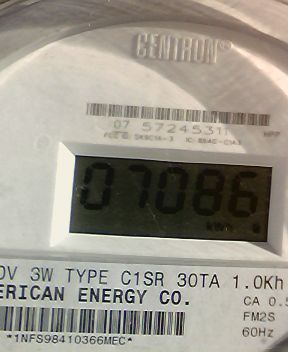 CENTRON®
07 57245311
07086
kWh
0V 3W TYPE C1SR 30TA 1.0Kh
ERICAN ENERGY CO.
CA 0.5
FM2S
60Hz
*1NFS98410366MEC*